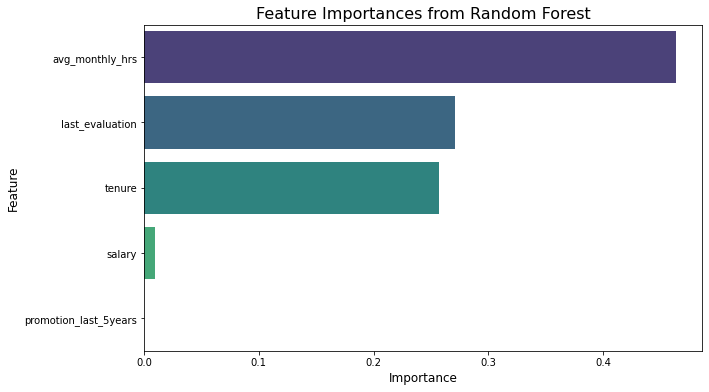 Feature Importances from Random Forest
Feature
avg_monthly_hrs
last_evaluation
tenure
salary
promotion_last_5years
0.0 0.1 0.2 0.3 0.4
Importance